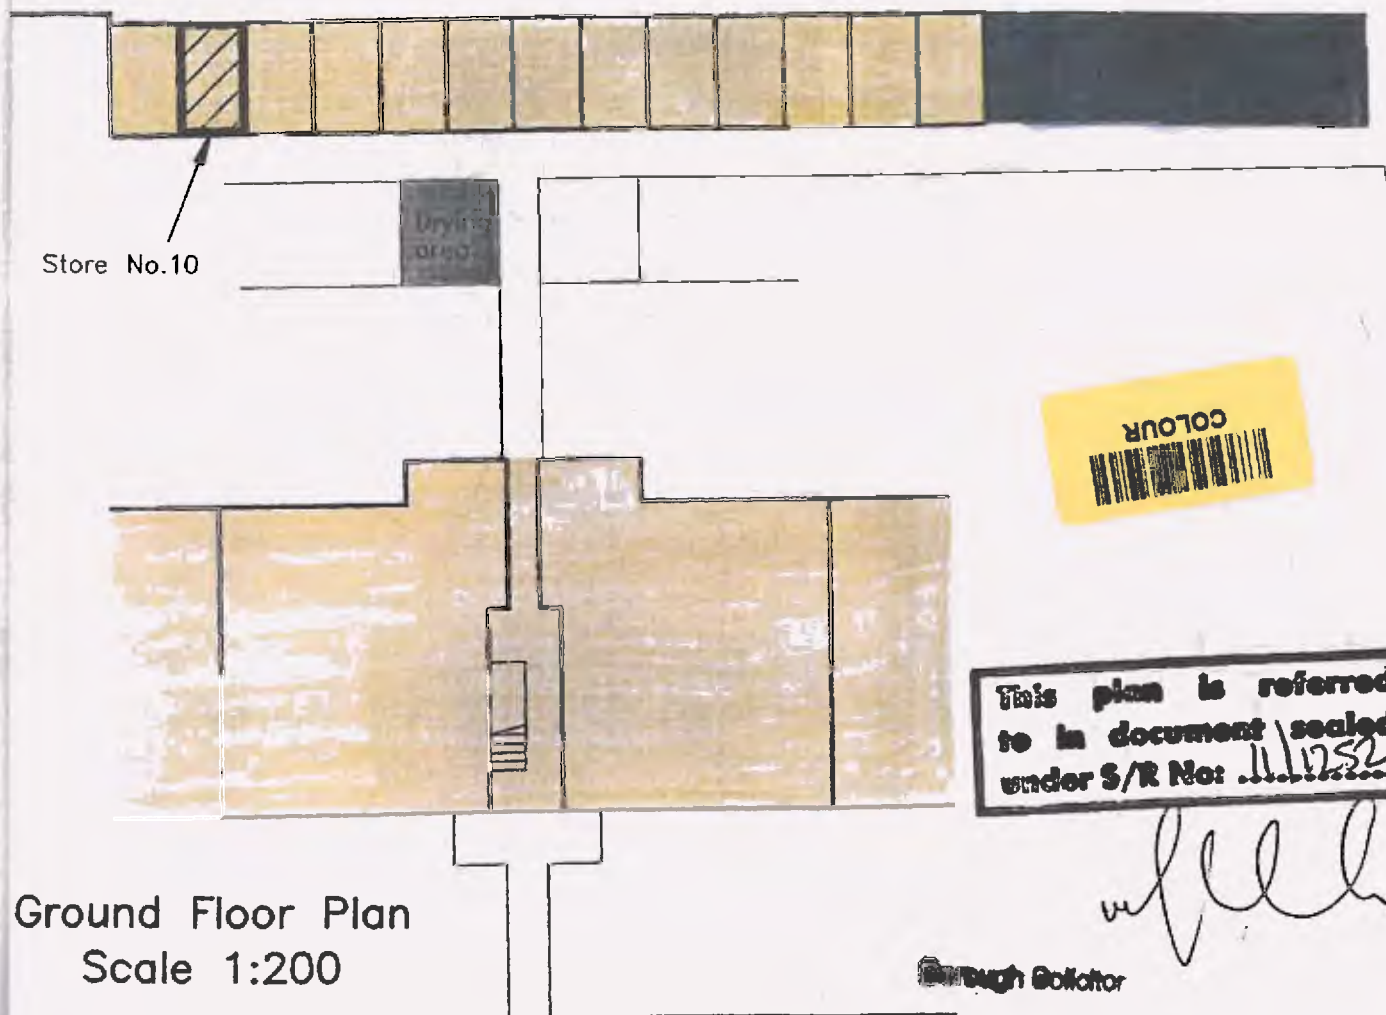 Store No.10
Drying
area
COLOUR
This plan is referred
to in document sealed
under S/R No: 11/1252
Ground Floor Plan
Scale 1:200
Borough Solicitor